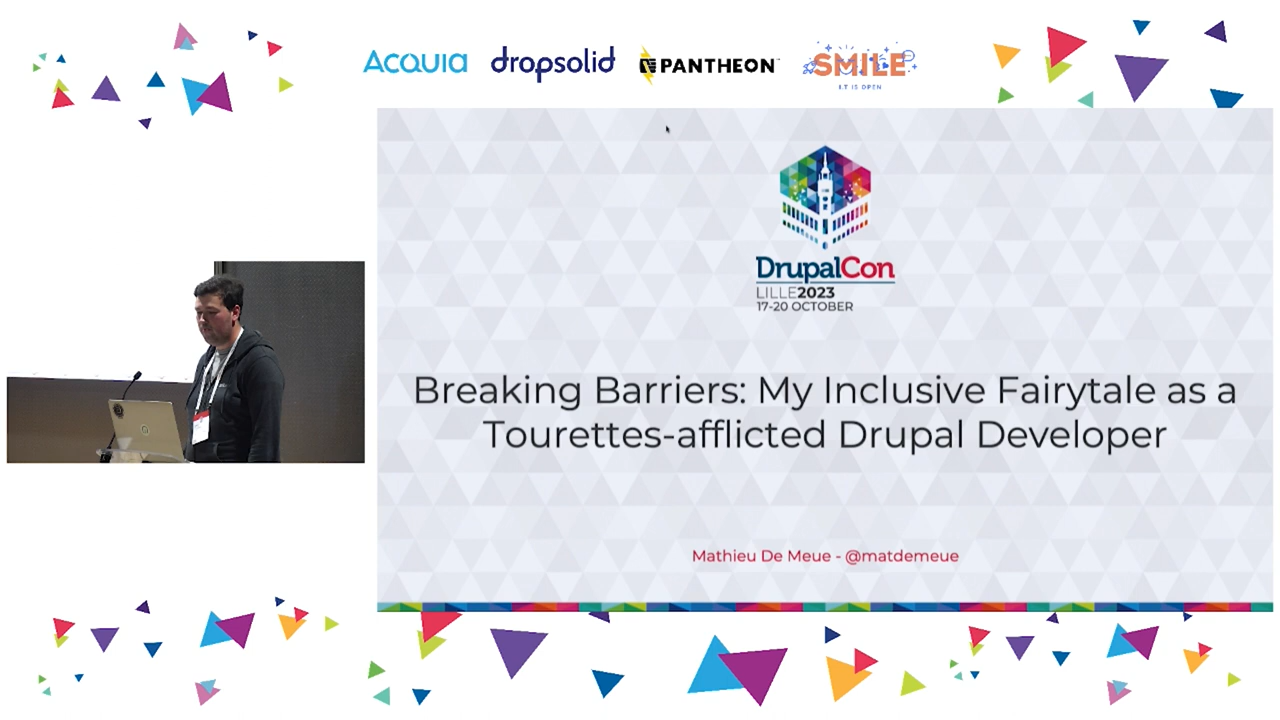 Acquia
dropsolid
PANTHEON
SMILE
I.T IS OPEN
DrupalCon
LILLE2023
17-20 OCTOBER
Breaking Barriers: My Inclusive Fairytale as a
Tourettes-afflicted Drupal Developer
Mathieu De Meue - @matdemeue